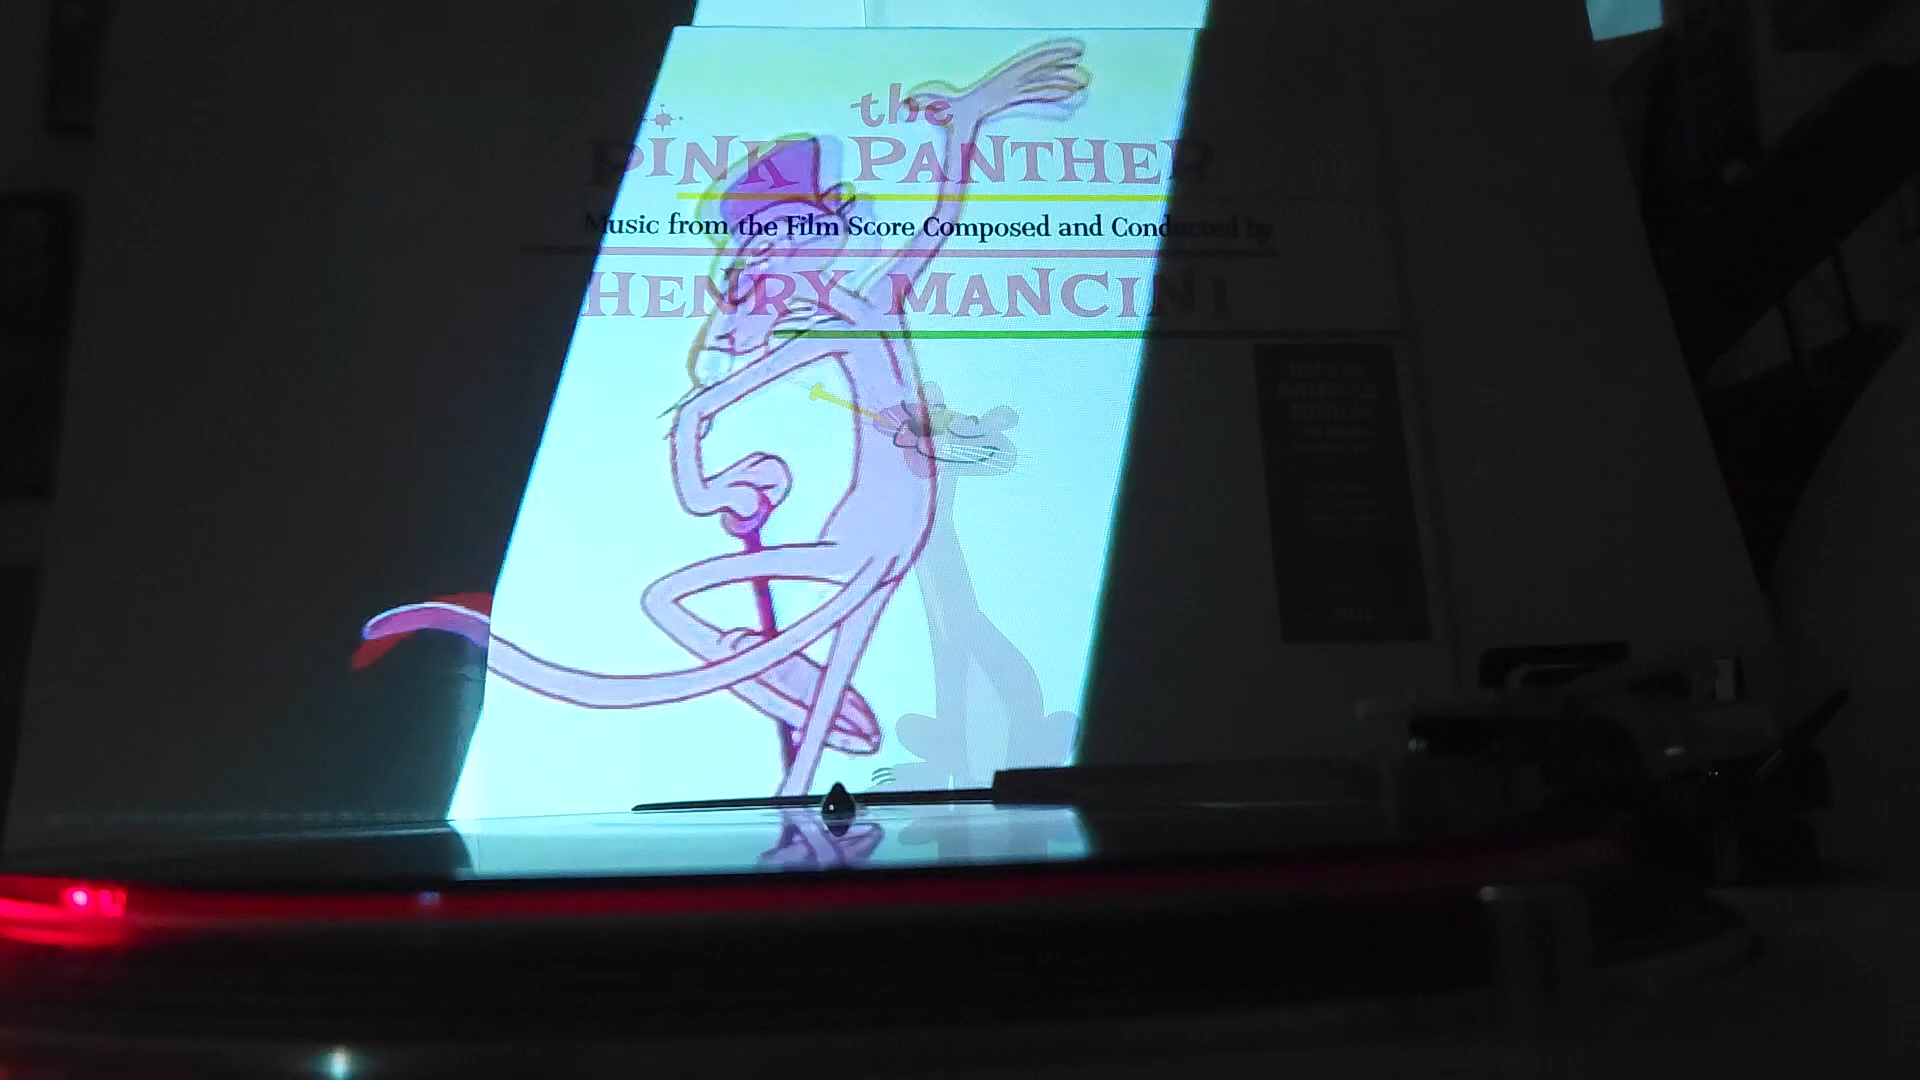 the
PINK PANTHER
Music from the Film Score Composed and Conducted by
HENRY MANCINI